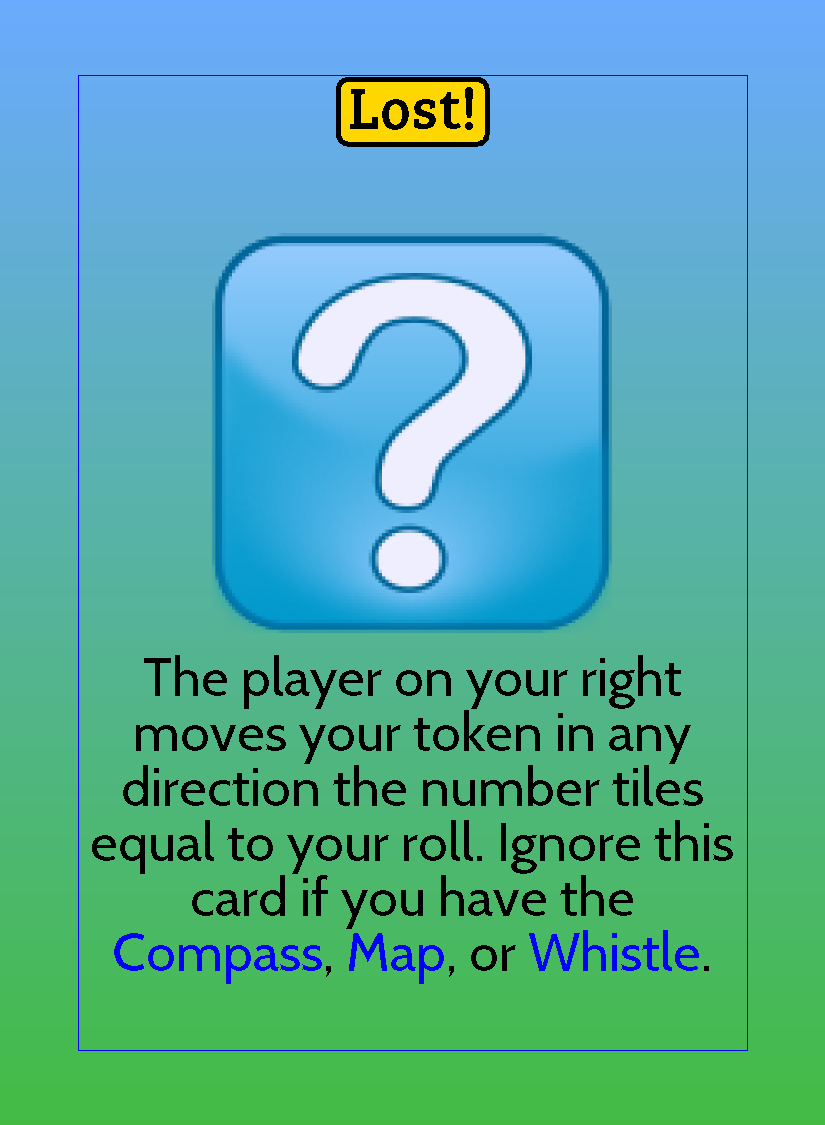 Lost!
?
The player on your right
moves your token in any
direction the number tiles
equal to your roll. Ignore this
card if you have the
Compass, Map, or Whistle.